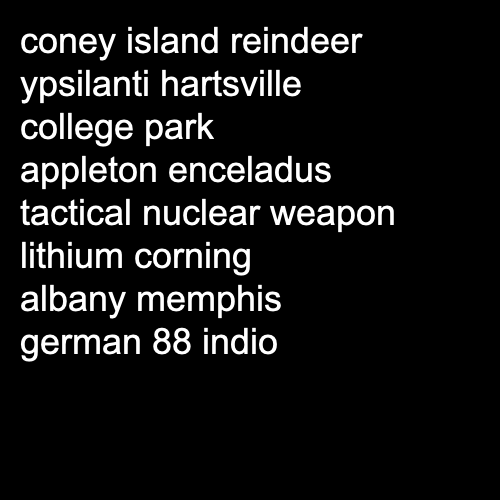 coney island reindeer
ypsilanti hartsville
college park
appleton enceladus
tactical nuclear weapon
lithium corning
albany memphis
german 88 indio